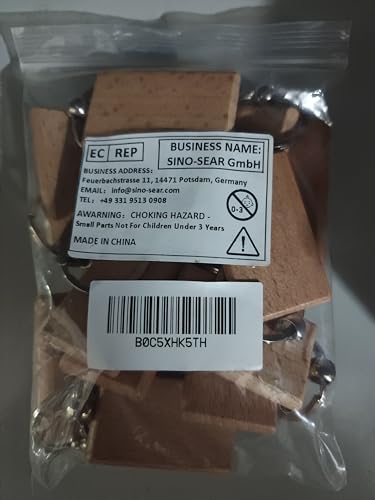 EC REP
BUSINESS NAME:
SINO-SEAR GmbH
BUSINESS ADDRESS:
Feuerbachstrasse 11, 14471 Potsdam, Germany
EMAIL： info@sino-sear.com
TEL： +49 331 9513 0908
AWARNING: CHOKING HAZARD -
Small Parts Not For Children Under 3 Years
0-3
MADE IN CHINA
B0C5XHK5TH